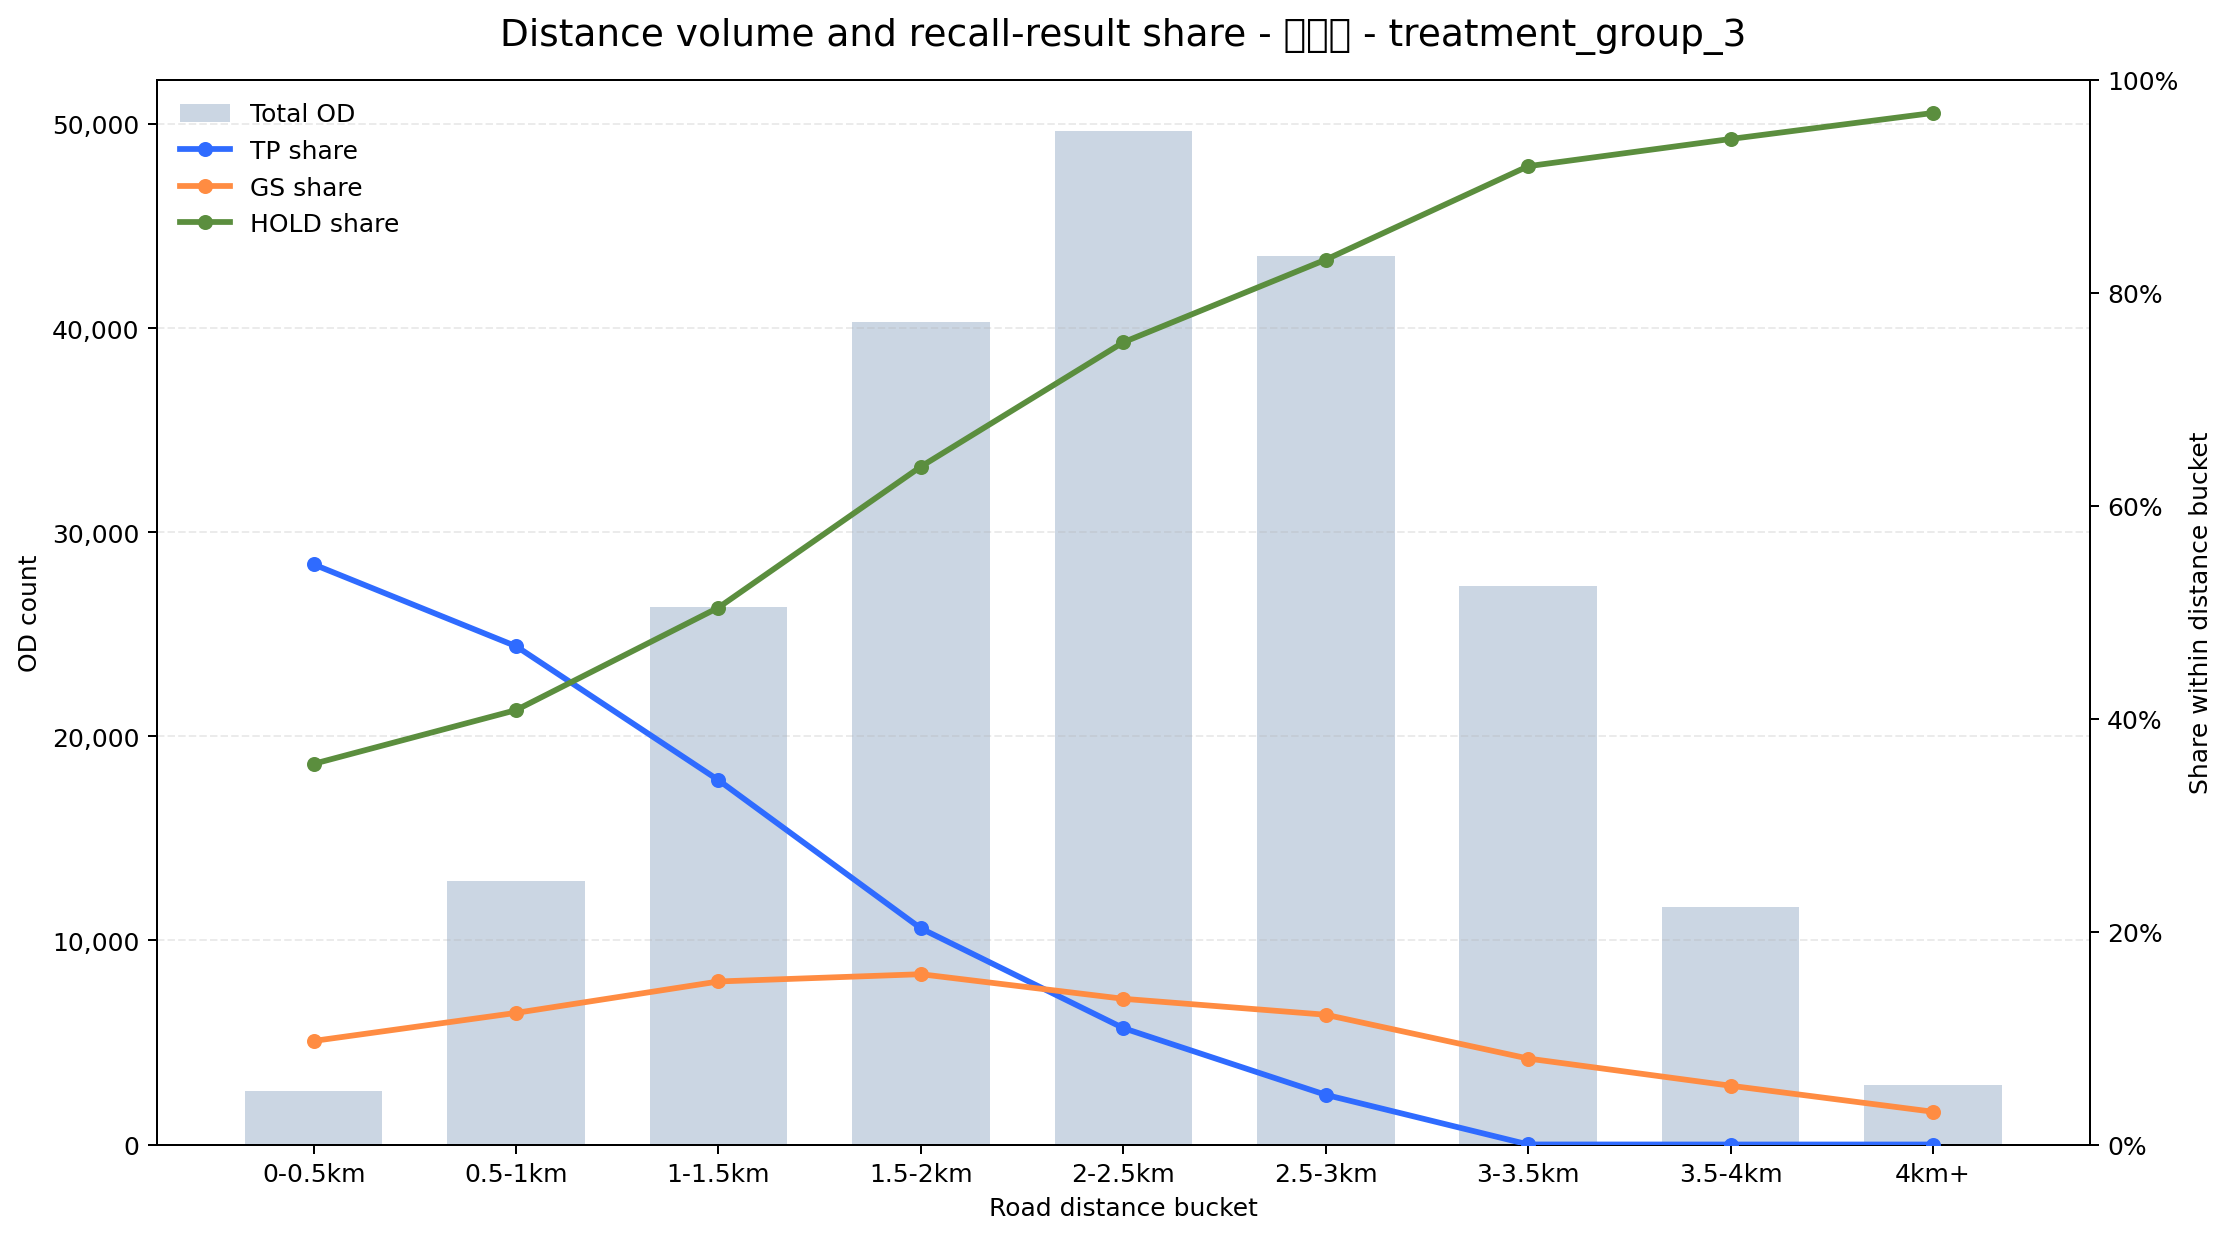 Distance volume and recall-result share - - treatment_group_3
Total OD
TP share
GS share
HOLD share
50,000
40,000
30,000
20,000
10,000
0
OD count
100%
80%
60%
40%
20%
0%
Share within distance bucket
0-0.5km
0.5-1km
1-1.5km
1.5-2km
2-2.5km
2.5-3km
3-3.5km
3.5-4km
4km+
Road distance bucket